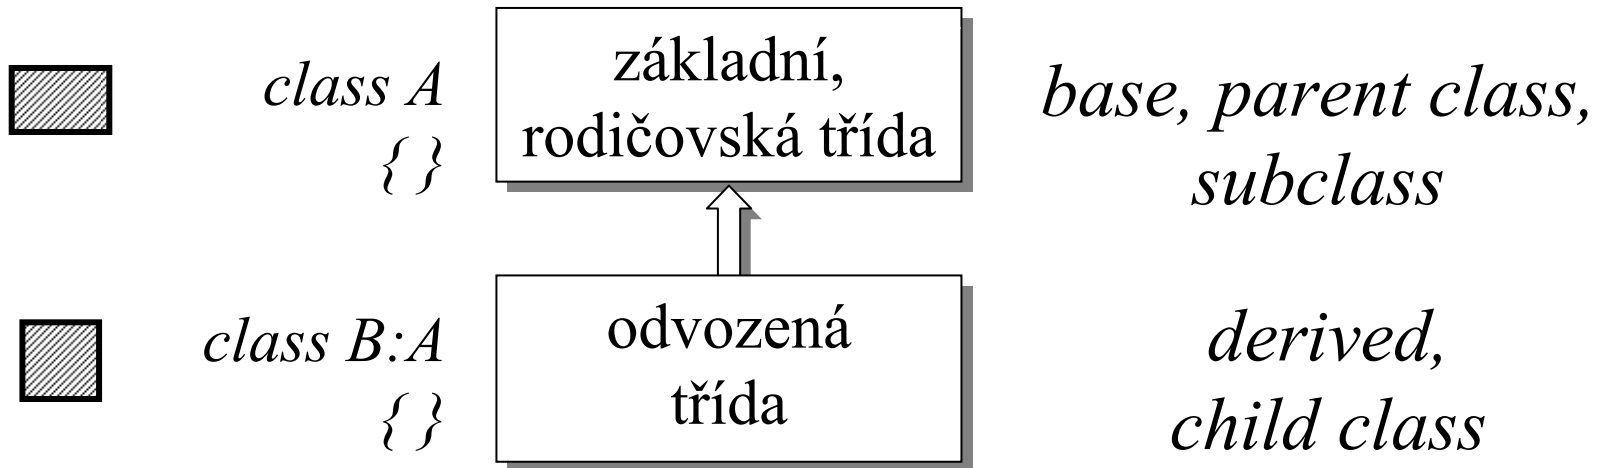 class A
{ }
základní,
rodičovská třída
base, parent class,
subclass
class B:A
{ }
odvozená
třída
derived,
child class